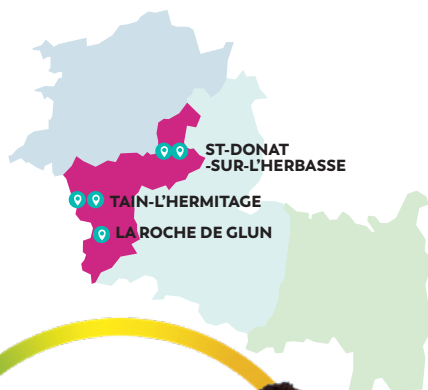 ST-DONAT
-SUR-L'HERBASSE
TAIN-L'HERMITAGE
LA ROCHE DE GLUN